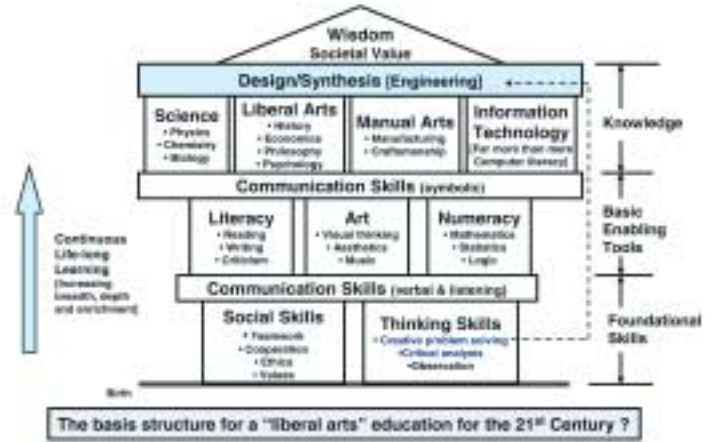 Wisdom
Societal Value
Design/Synthesis (Engineering)
Science
• Physics
• Chemistry
• Biology
Liberal Arts
• History
• Economics
• Philosophy
• Psychology
Manual Arts
• Manufacturing
• Craftsmanship
Information
Technology
(Far more than mere
Computer literacy)
Knowledge
Communication Skills (symbolic)
Literacy
• Reading
• Writing
• Criticism
Art
• Visual thinking
• Aesthetics
• Music
Numeracy
• Mathematics
• Statistics
• Logic
Basic
Enabling
Tools
Communication Skills (verbal & listening)
Social Skills
• Teamwork
• Cooperation
• Ethics
• Values
Thinking Skills
• Creative problem solving
•Critical analysis
•Observation
Foundational
Skills
Continuous
Life-long
Learning
(Increasing
breadth, depth
and enrichment)
Birth
The basis structure for a "liberal arts" education for the 21st Century ?